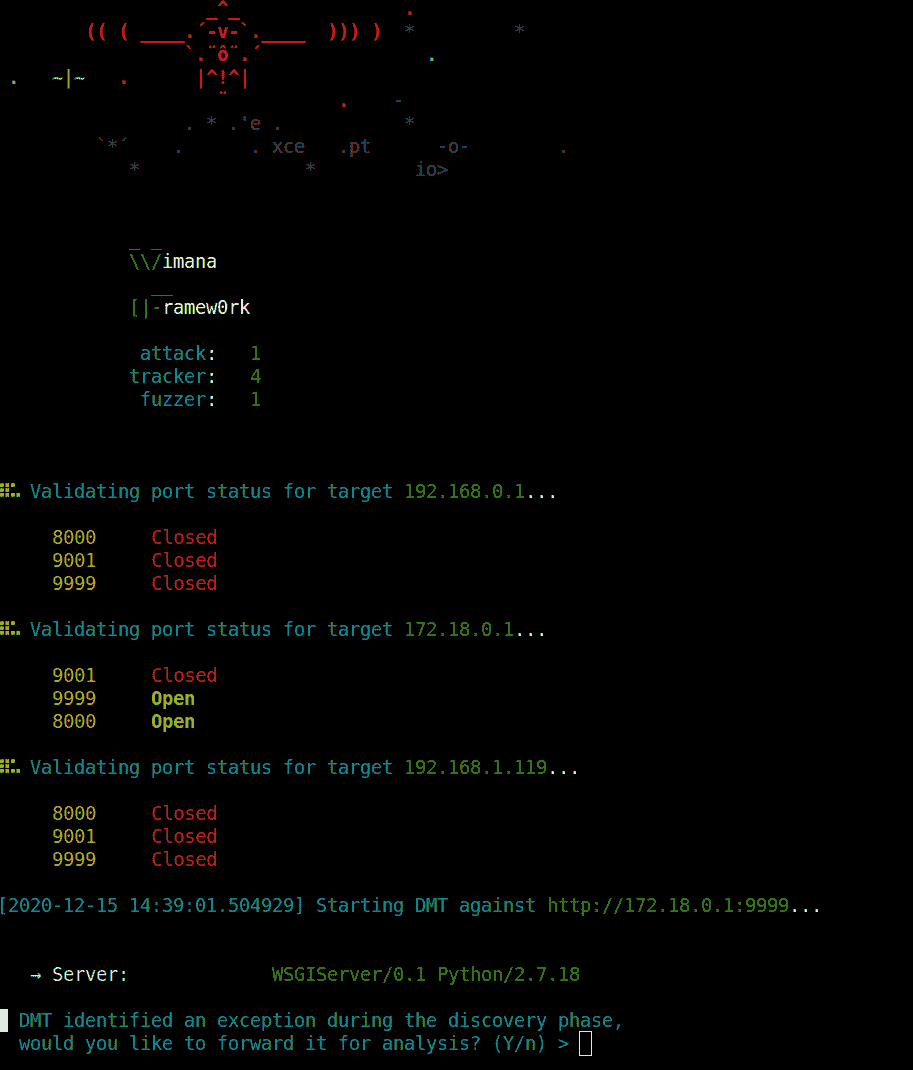 _^_ .
(( ( ____.´-v-`.____ ))) ) * *
`.¨ô¨.´ .
. ~|~ . |^!^|
¨
. -
. * .'e . *
`*´ . . xce .pt -o- .
* * io>
_ _
\\/imana
__
[|-ramew0rk
attack: 1
tracker: 4
fuzzer: 1
Validating port status for target 192.168.0.1...
8000 Closed
9001 Closed
9999 Closed
Validating port status for target 172.18.0.1...
9001 Closed
9999 Open
8000 Open
Validating port status for target 192.168.1.119...
8000 Closed
9001 Closed
9999 Closed
[2020-12-15 14:39:01.504929] Starting DMT against http://172.18.0.1:9999...
→ Server: WSGIServer/0.1 Python/2.7.18
DMT identified an exception during the discovery phase,
would you like to forward it for analysis? (Y/n) >